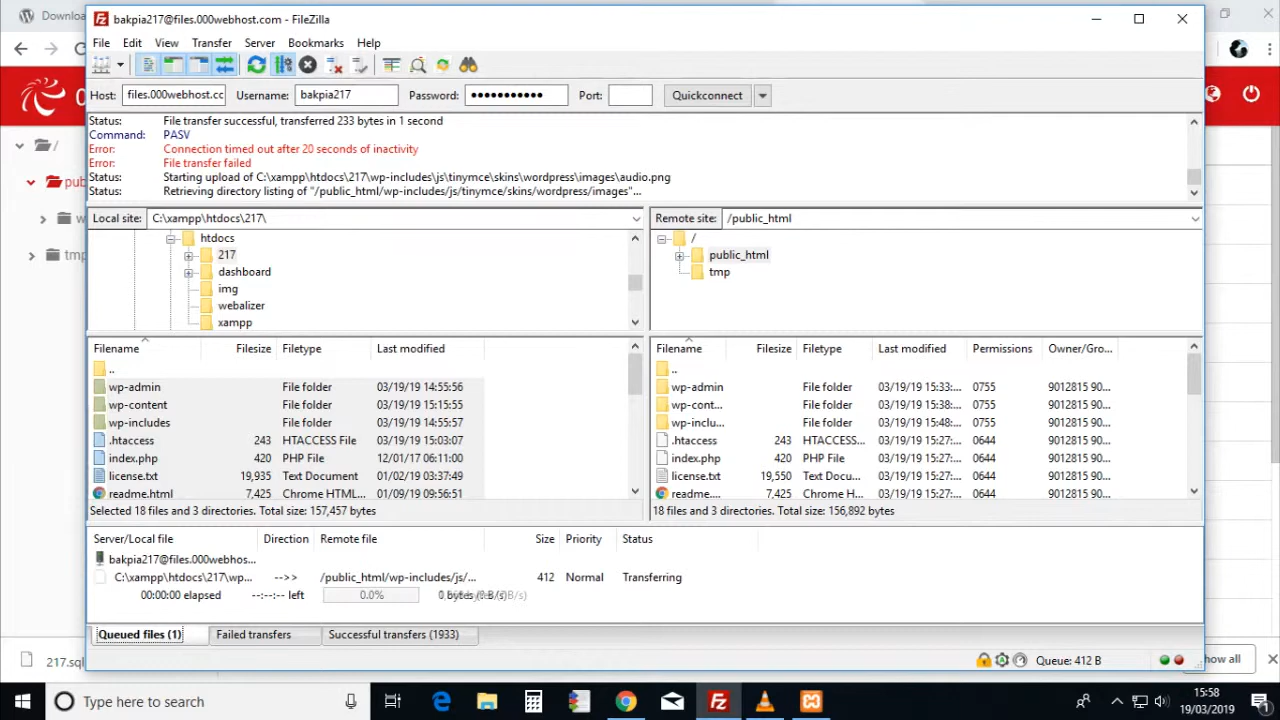 Downloa
bakpia217@files.000webhost.com - FileZilla
File Edit View Transfer Server Bookmarks Help
Host: files.000webhost.cc Username: bakpia217 Password: ●●●●●●●●●●● Port: Quickconnect
Status: File transfer successful, transferred 233 bytes in 1 second
Command: PASV
Error: Connection timed out after 20 seconds of inactivity
Error: File transfer failed
Status: Starting upload of C:\xampp\htdocs\217\wp-includes\js\tinymce\skins\wordpress\images\audio.png
Status: Retrieving directory listing of "/public_html/wp-includes/js/tinymce/skins/wordpress/images"...
/
pub
w
tmp
Local site: C:\xampp\htdocs\217\
htdocs
217
dashboard
img
webalizer
xampp
Remote site: /public_html
/
public_html
tmp
Filename Filesize Filetype Last modified
..
wp-admin File folder 03/19/19 14:55:56
wp-content File folder 03/19/19 15:15:55
wp-includes File folder 03/19/19 14:55:57
.htaccess 243 HTACCESS File 03/19/19 15:03:07
index.php 420 PHP File 12/01/17 06:11:00
license.txt 19,935 Text Document 01/02/19 03:37:49
readme.html 7,425 Chrome HTML... 01/09/19 09:56:51
Selected 18 files and 3 directories. Total size: 157,457 bytes
Filename Filesize Filetype Last modified Permissions Owner/Gro...
..
wp-admin File folder 03/19/19 15:33:... 0755 9012815 90...
wp-cont... File folder 03/19/19 15:38:... 0755 9012815 90...
wp-inclu... File folder 03/19/19 15:48:... 0755 9012815 90...
.htaccess 243 HTACCESS... 03/19/19 15:27:... 0644 9012815 90...
index.php 420 PHP File 03/19/19 15:27:... 0644 9012815 90...
license.txt 19,550 Text Docu... 03/19/19 15:27:... 0644 9012815 90...
readme.... 7,425 Chrome H... 03/19/19 15:27:... 0644 9012815 90...
18 files and 3 directories. Total size: 156,892 bytes
Server/Local file Direction Remote file Size Priority Status
bakpia217@files.000webhos...
C:\xampp\htdocs\217\wp... -->> /public_html/wp-includes/js/... 412 Normal Transferring
00:00:00 elapsed --:--:-- left 0.0%
Queued files (1) Failed transfers Successful transfers (1933)
Queue: 412 B
217.sql
how all
Type here to search
15:58
19/03/2019
1